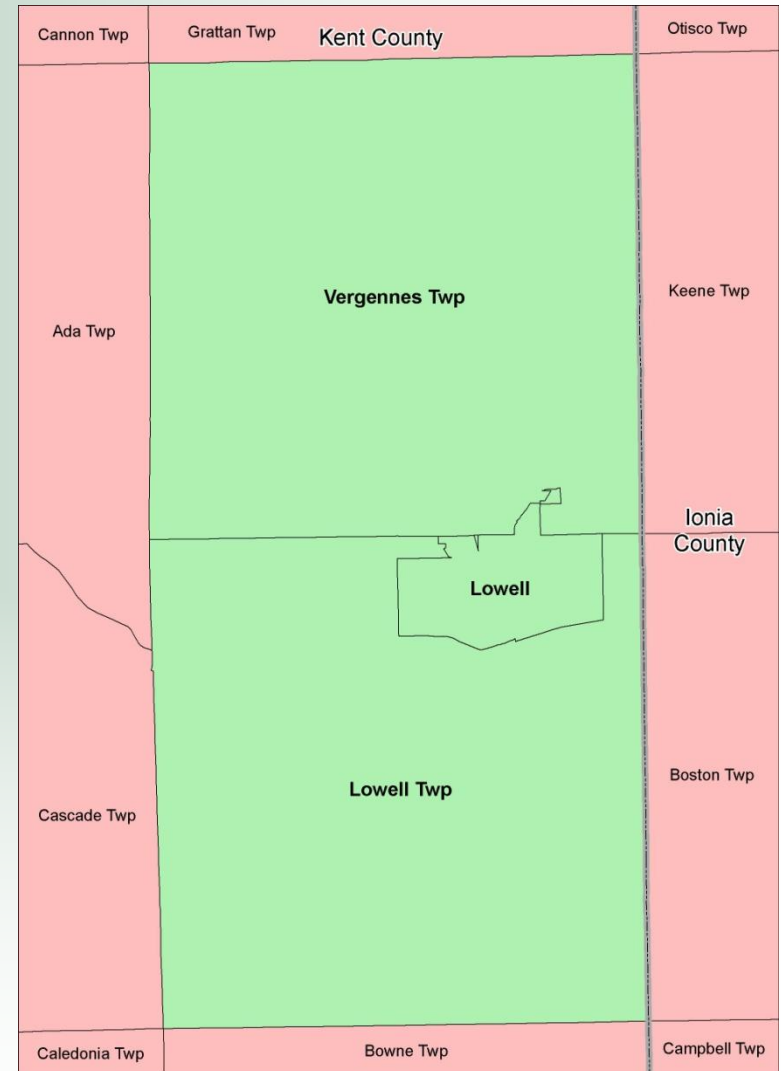 Cannon Twp
Grattan Twp
Kent County
Otisco Twp
Vergennes Twp
Keene Twp
Ada Twp
Ionia
County
Lowell
Lowell Twp
Boston Twp
Cascade Twp
Caledonia Twp
Bowne Twp
Campbell Twp